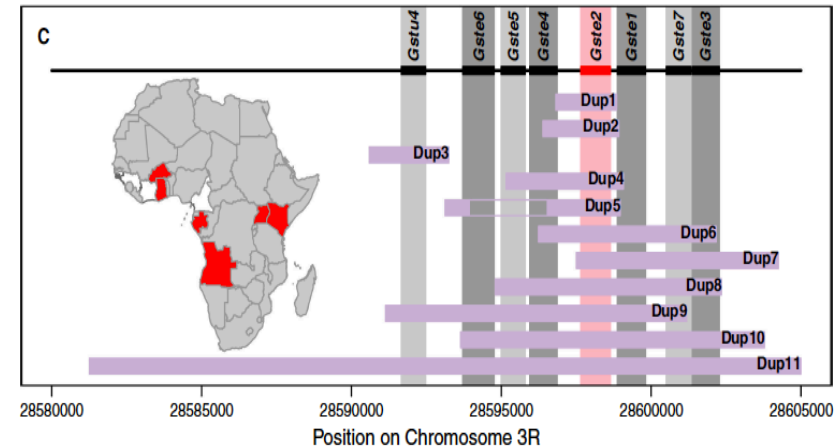 C
Gstu4
Gste6
Gste5
Gste4
Gste2
Gste1
Gste7
Gste3
Dup1
Dup2
Dup3
Dup4
Dup5
Dup6
Dup7
Dup8
Dup9
Dup10
Dup11
28580000 28585000 28590000 28595000 28600000 28605000
Position on Chromosome 3R